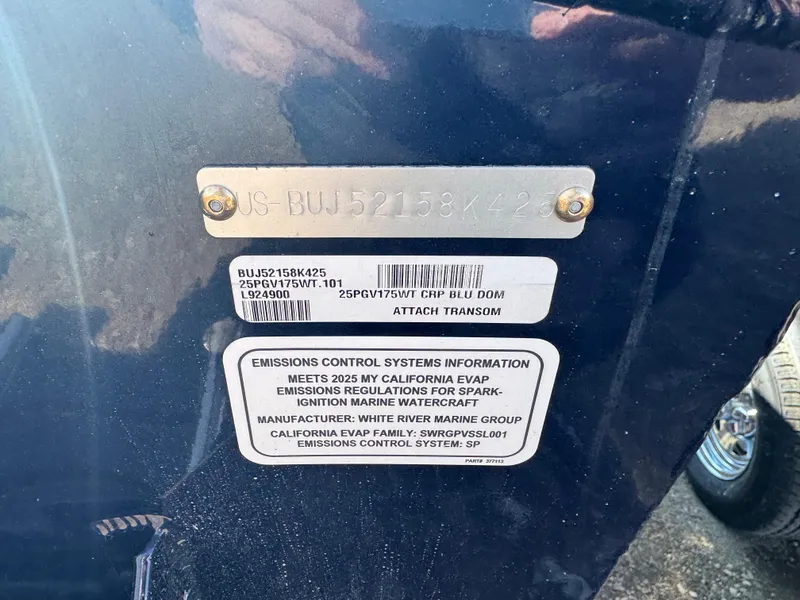 US-BUJ52158K425
BUJ52158K425
25PGV175WT.101
L924900 25PGV175WT CRP BLU DOM
ATTACH TRANSOM
EMISSIONS CONTROL SYSTEMS INFORMATION
MEETS 2025 MY CALIFORNIA EVAP
EMISSIONS REGULATIONS FOR SPARK-
IGNITION MARINE WATERCRAFT
MANUFACTURER: WHITE RIVER MARINE GROUP
CALIFORNIA EVAP FAMILY: SWRGPVSSL001
EMISSIONS CONTROL SYSTEM: SP
PART# 377113